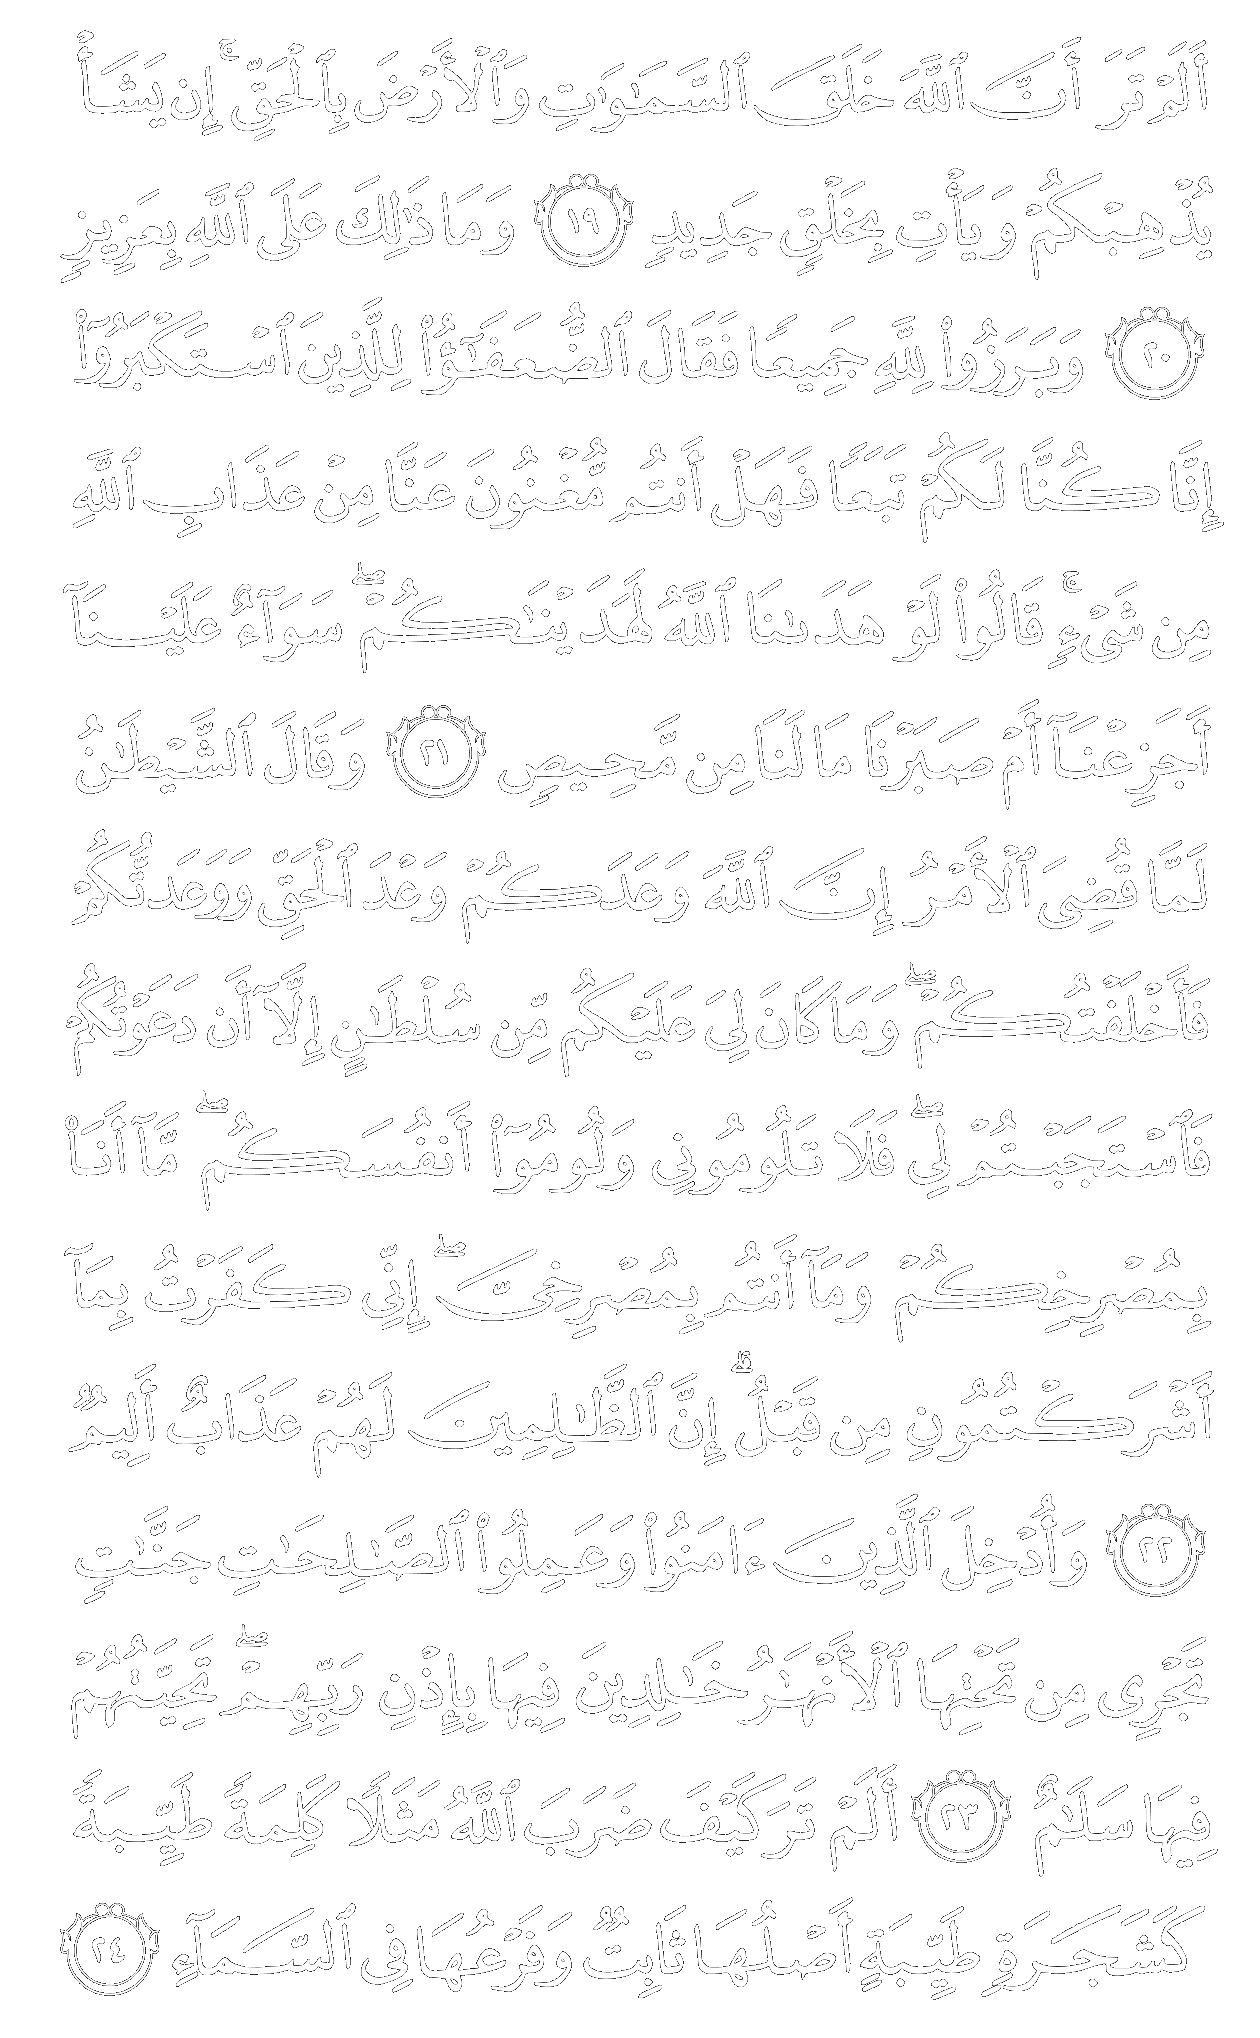 أَلَمْ تَرَ أَنَّ ٱللَّهَ خَلَقَ ٱلسَّمَٰوَٰتِ وَٱلْأَرْضَ بِٱلْحَقِّ ۚ إِن يَشَأْ
يُذْهِبْكُمْ وَيَأْتِ بِخَلْقٍ جَدِيدٍ ١٩ وَمَا ذَٰلِكَ عَلَى ٱللَّهِ بِعَزِيزٍ
٢٠ وَبَرَزُوا۟ لِلَّهِ جَمِيعًا فَقَالَ ٱلضُّعَفَٰٓؤُا۟ لِلَّذِينَ ٱسْتَكْبَرُوٓا۟
إِنَّا كُنَّا لَكُمْ تَبَعًا فَهَلْ أَنتُم مُّغْنُونَ عَنَّا مِنْ عَذَابِ ٱللَّهِ
مِن شَىْءٍ ۚ قَالُوا۟ لَوْ هَدَىٰنَا ٱللَّهُ لَهَدَيْنَٰكُمْ ۖ سَوَآءٌ عَلَيْنَآ
أَجَزِعْنَآ أَمْ صَبَرْنَا مَا لَنَا مِن مَّحِيصٍ ٢١ وَقَالَ ٱلشَّيْطَٰنُ
لَمَّا قُضِىَ ٱلْأَمْرُ إِنَّ ٱللَّهَ وَعَدَكُمْ وَعْدَ ٱلْحَقِّ وَوَعَدتُّكُمْ
فَأَخْلَفْتُكُمْ ۖ وَمَا كَانَ لِىَ عَلَيْكُم مِّن سُلْطَٰنٍ إِلَّآ أَن دَعَوْتُكُمْ
فَٱسْتَجَبْتُمْ لِى ۖ فَلَا تَلُومُونِى وَلُومُوٓا۟ أَنفُسَكُم ۖ مَّآ أَنَا۠
بِمُصْرِخِكُمْ وَمَآ أَنتُم بِمُصْرِخِىَّ ۖ إِنِّى كَفَرْتُ بِمَآ
أَشْرَكْتُمُونِ مِن قَبْلُ ۗ إِنَّ ٱلظَّٰلِمِينَ لَهُمْ عَذَابٌ أَلِيمٌ
٢٢ وَأُدْخِلَ ٱلَّذِينَ ءَامَنُوا۟ وَعَمِلُوا۟ ٱلصَّٰلِحَٰتِ جَنَّٰتٍ
تَجْرِى مِن تَحْتِهَا ٱلْأَنْهَٰرُ خَٰلِدِينَ فِيهَا بِإِذْنِ رَبِّهِمْ ۖ تَحِيَّتُهُمْ
فِيهَا سَلَٰمٌ ٢٣ أَلَمْ تَرَ كَيْفَ ضَرَبَ ٱللَّهُ مَثَلًا كَلِمَةً طَيِّبَةً
كَشَجَرَةٍ طَيِّبَةٍ أَصْلُهَا ثَابِتٌ وَفَرْعُهَا فِى ٱلسَّمَآءِ ٢٤